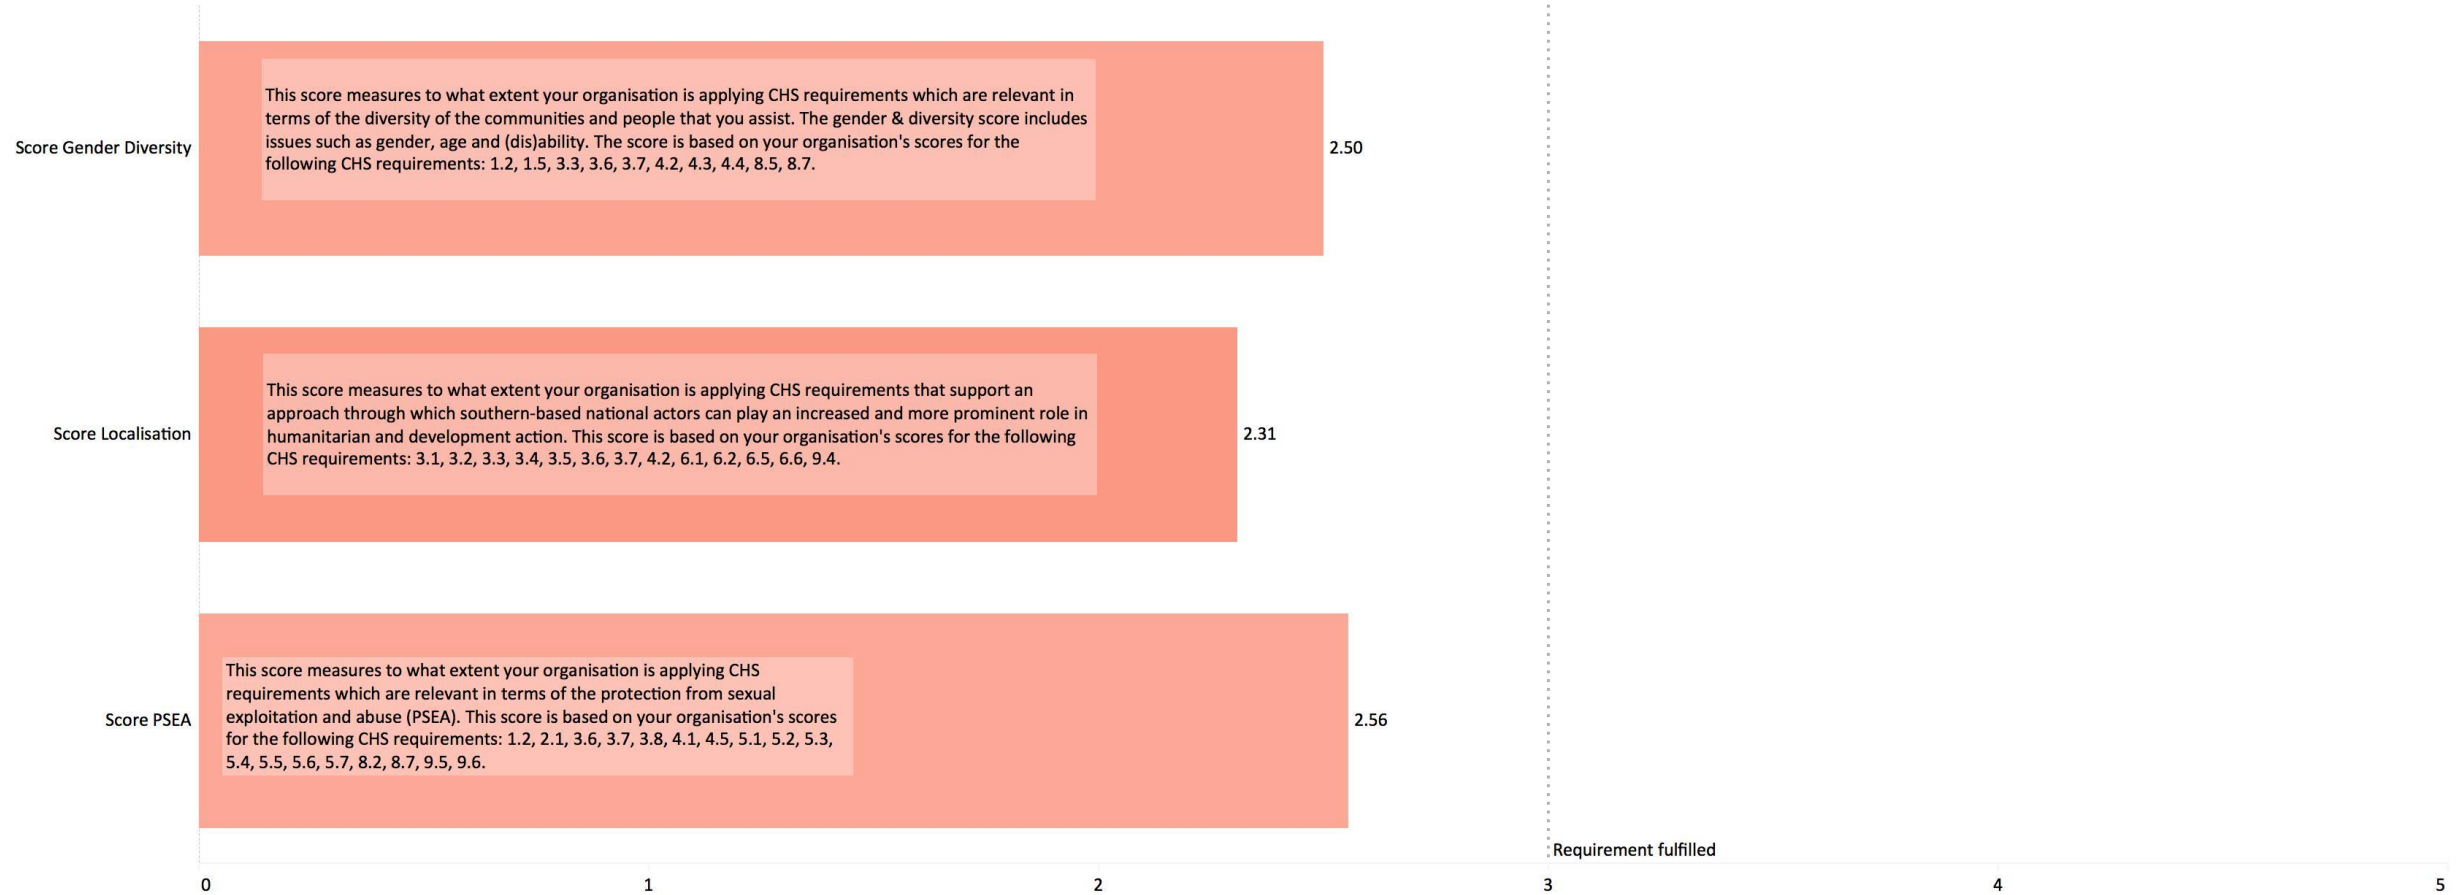 This score measures to what extent your organisation is applying CHS requirements which are relevant in
terms of the diversity of the communities and people that you assist. The gender & diversity score includes
issues such as gender, age and (dis)ability. The score is based on your organisation's scores for the
following CHS requirements: 1.2, 1.5, 3.3, 3.6, 3.7, 4.2, 4.3, 4.4, 8.5, 8.7.
Score Gender Diversity
2.50
This score measures to what extent your organisation is applying CHS requirements that support an
approach through which southern-based national actors can play an increased and more prominent role in
humanitarian and development action. This score is based on your organisation's scores for the following
CHS requirements: 3.1, 3.2, 3.3, 3.4, 3.5, 3.6, 3.7, 4.2, 6.1, 6.2, 6.5, 6.6, 9.4.
Score Localisation
2.31
This score measures to what extent your organisation is applying CHS
requirements which are relevant in terms of the protection from sexual
exploitation and abuse (PSEA). This score is based on your organisation's scores
for the following CHS requirements: 1.2, 2.1, 3.6, 3.7, 3.8, 4.1, 4.5, 5.1, 5.2, 5.3,
5.4, 5.5, 5.6, 5.7, 8.2, 8.7, 9.5, 9.6.
Score PSEA
2.56
Requirement fulfilled
0 1 2 3 4 5